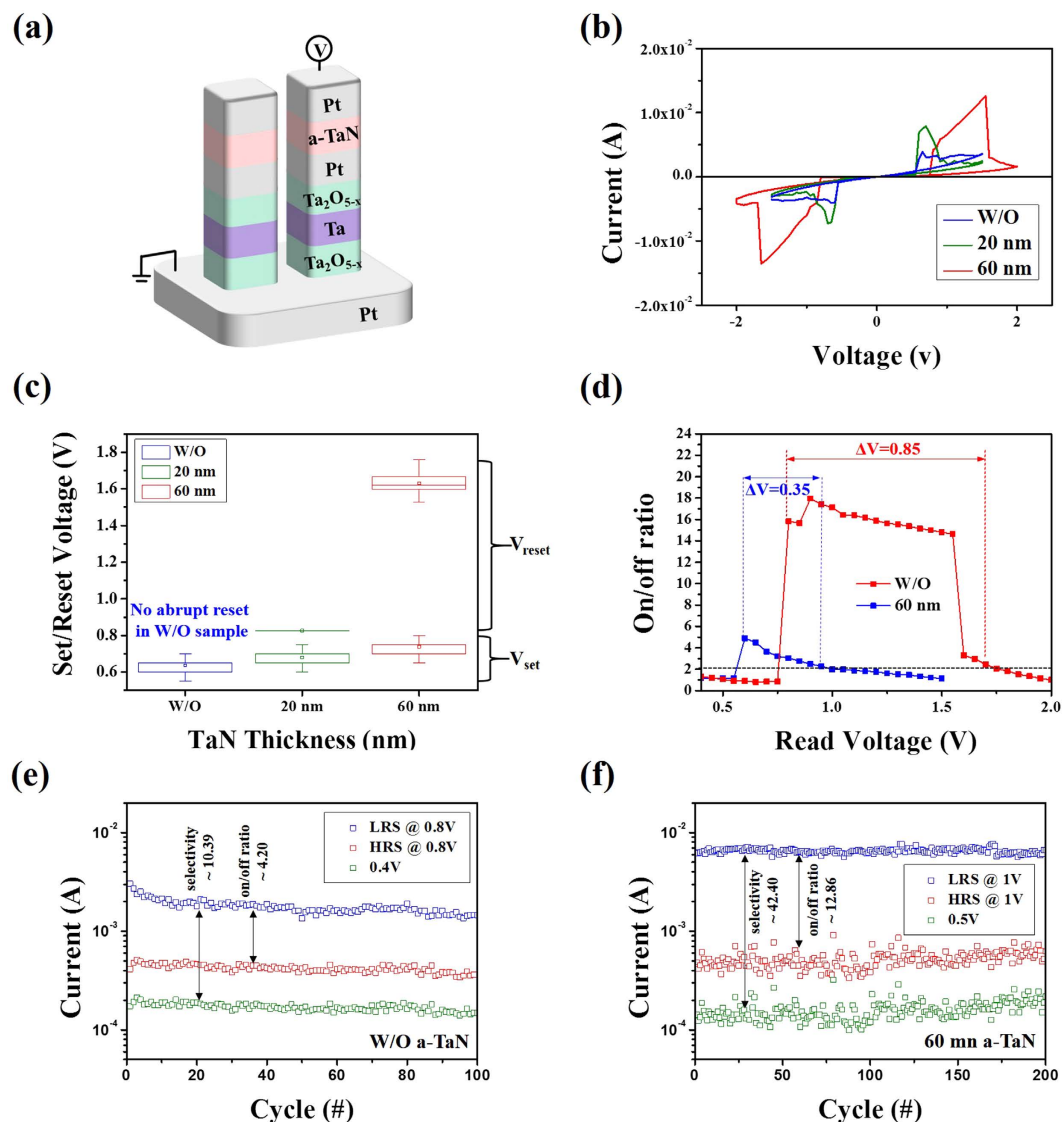 (a)
V
Pt
a-TaN
Pt
Ta2O5-x
Ta
Ta2O5-x
Pt
(b)
Current (A)
2.0x10-2
1.0x10-2
0.0
-1.0x10-2
-2.0x10-2
W/O
20 nm
60 nm
-2
0
2
Voltage (v)
(c)
Set/Reset Voltage (V)
1.8
1.6
1.4
1.2
1.0
0.8
0.6
W/O
20 nm
60 nm
No abrupt reset
in W/O sample
Vreset
Vset
W/O
20 nm
60 nm
TaN Thickness (nm)
(d)
On/off ratio
24
22
20
18
16
14
12
10
8
6
4
2
0
ΔV=0.85
ΔV=0.35
W/O
60 nm
0.5
1.0
1.5
2.0
Read Voltage (V)
(e)
Current (A)
10-2
10-3
10-4
selectivity
~ 10.39
on/off ratio
~ 4.20
LRS @ 0.8V
HRS @ 0.8V
0.4V
W/O a-TaN
0
20
40
60
80
100
Cycle (#)
(f)
Current (A)
10-2
10-3
10-4
selectivity
~ 42.40
on/off ratio
~ 12.86
LRS @ 1V
HRS @ 1V
0.5V
60 mn a-TaN
0
25
50
75
100
125
150
175
200
Cycle (#)